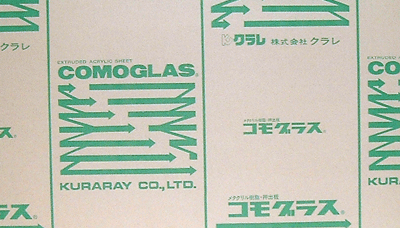 EXTRUDED ACRYLIC SHEET
COMOGLAS®
KURARAY CO., LTD.
クラレ 株式会社 クラレ
メタクリル樹脂・押出板
コモグラス®
メタクリル樹脂・押出板
コモグラス®
COM
KURA